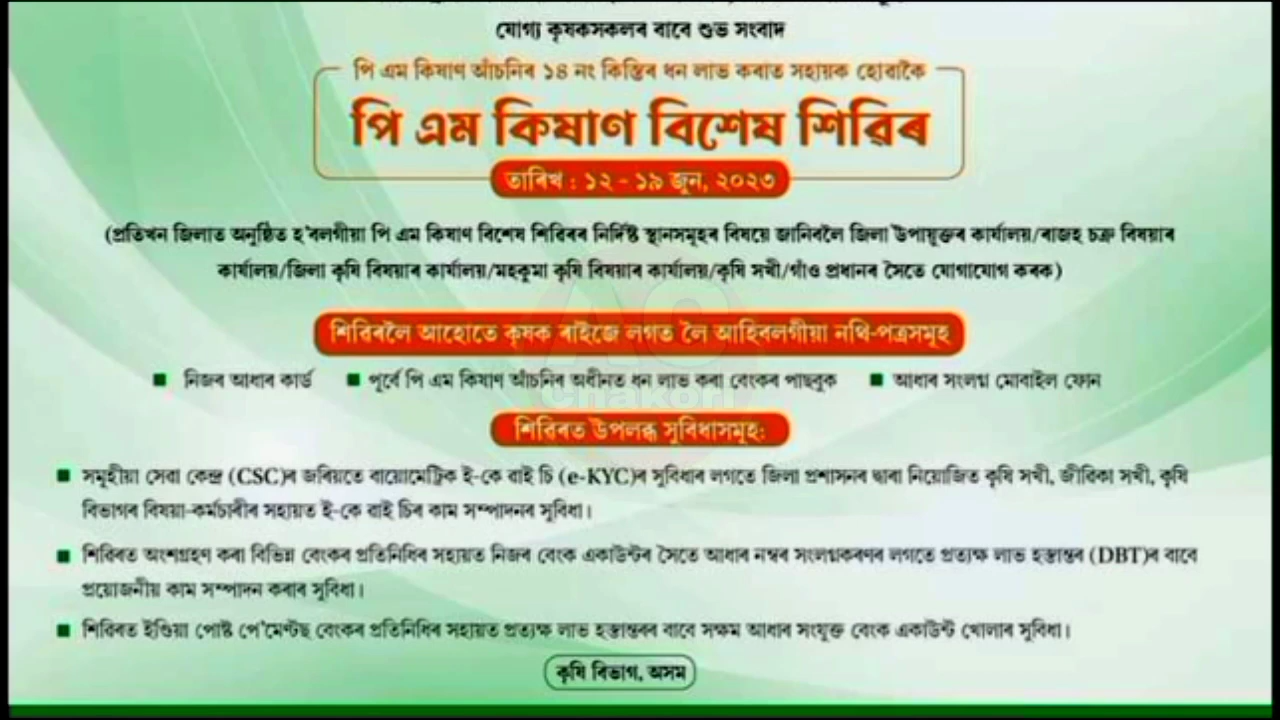 যোগ্য কৃষকসকলৰ বাবে শুভ সংবাদ
পি এম কিষাণ আঁচনিৰ ১৪ নং কিস্তিৰ ধন লাভ কৰাত সহায়ক হোৱাকৈ
পি এম কিষাণ বিশেষ শিৱিৰ
তাৰিখ : ১২ - ১৯ জুন, ২০২৩
(প্ৰতিখন জিলাত অনুষ্ঠিত হ'বলগীয়া পি এম কিষাণ বিশেষ শিৱিৰৰ নিৰ্দিষ্ট স্থানসমূহৰ বিষয়ে জানিবলৈ জিলা উপায়ুক্তৰ কাৰ্যালয়/ৰাজহ চক্ৰ বিষয়াৰ
কাৰ্যালয়/জিলা কৃষি বিষয়াৰ কাৰ্যালয়/মহকুমা কৃষি বিষয়াৰ কাৰ্যালয়/কৃষি সখী/গাঁও প্ৰধানৰ সৈতে যোগাযোগ কৰক)
শিৱিৰলৈ আহোতে কৃষক ৰাইজে লগত লৈ আহিবলগীয়া নথি-পত্ৰসমূহ
■ নিজৰ আধাৰ কাৰ্ড ■ পূৰ্বে পি এম কিষাণ আঁচনিৰ অধীনত ধন লাভ কৰা বেংকৰ পাছবুক ■ আধাৰ সংলগ্ন মোবাইল ফোন
AC
Chakori
শিৱিৰত উপলব্ধ সুবিধাসমূহ:
■ সমূহীয়া সেৱা কেন্দ্ৰ (CSC)ৰ জৰিয়তে বায়োমেট্ৰিক ই-কে ৱাই চি (e-KYC)ৰ সুবিধাৰ লগতে জিলা প্ৰশাসনৰ দ্বাৰা নিয়োজিত কৃষি সখী, জীৱিকা সখী, কৃষি
বিভাগৰ বিষয়া-কৰ্মচাৰীৰ সহায়ত ই-কে ৱাই চিৰ কাম সম্পাদনৰ সুবিধা।
■ শিৱিৰত অংশগ্ৰহণ কৰা বিভিন্ন বেংকৰ প্ৰতিনিধিৰ সহায়ত নিজৰ বেংক একাউন্টৰ সৈতে আধাৰ নম্বৰ সংলগ্নকৰণৰ লগতে প্ৰত্যক্ষ লাভ হস্তান্তৰ (DBT)ৰ বাবে
প্ৰয়োজনীয় কাম সম্পাদন কৰাৰ সুবিধা।
■ শিৱিৰত ইণ্ডিয়া পোষ্ট পে'মেণ্টছ বেংকৰ প্ৰতিনিধিৰ সহায়ত প্ৰত্যক্ষ লাভ হস্তান্তৰৰ বাবে সক্ষম আধাৰ সংযুক্ত বেংক একাউন্ট খোলাৰ সুবিধা।
কৃষি বিভাগ, অসম